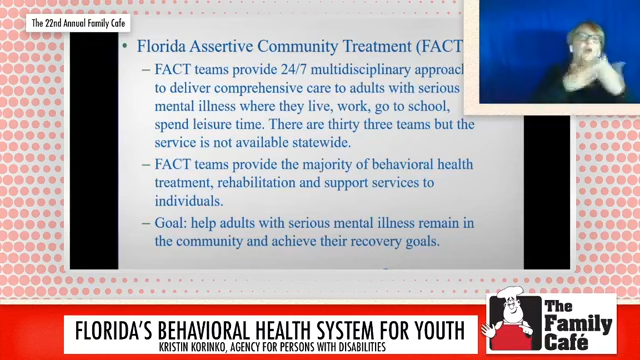 The 22nd Annual Family Cafe
• Florida Assertive Community Treatment (FACT
– FACT teams provide 24/7 multidisciplinary approach
to deliver comprehensive care to adults with serious
mental illness where they live, work, go to school,
spend leisure time. There are thirty three teams but the
service is not available statewide.
– FACT teams provide the majority of behavioral health
treatment, rehabilitation and support services to
individuals.
– Goal: help adults with serious mental illness remain in
the community and achieve their recovery goals.
FLORIDA'S BEHAVIORAL HEALTH SYSTEM FOR YOUTH
KRISTIN KORINKO, AGENCY FOR PERSONS WITH DISABILITIES
The
Family
Café